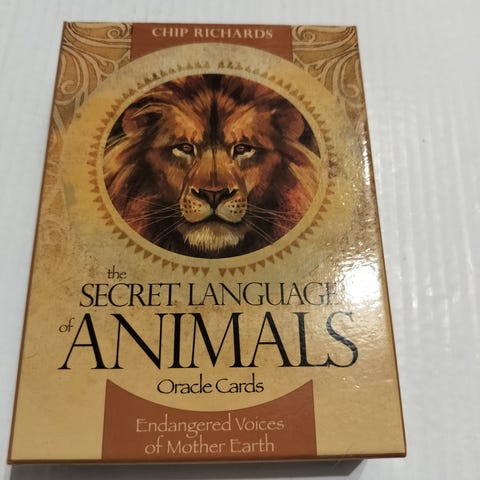 CHIP RICHARDS
the
SECRET LANGUAGE
of ANIMALS
Oracle Cards
Endangered Voices
of Mother Earth